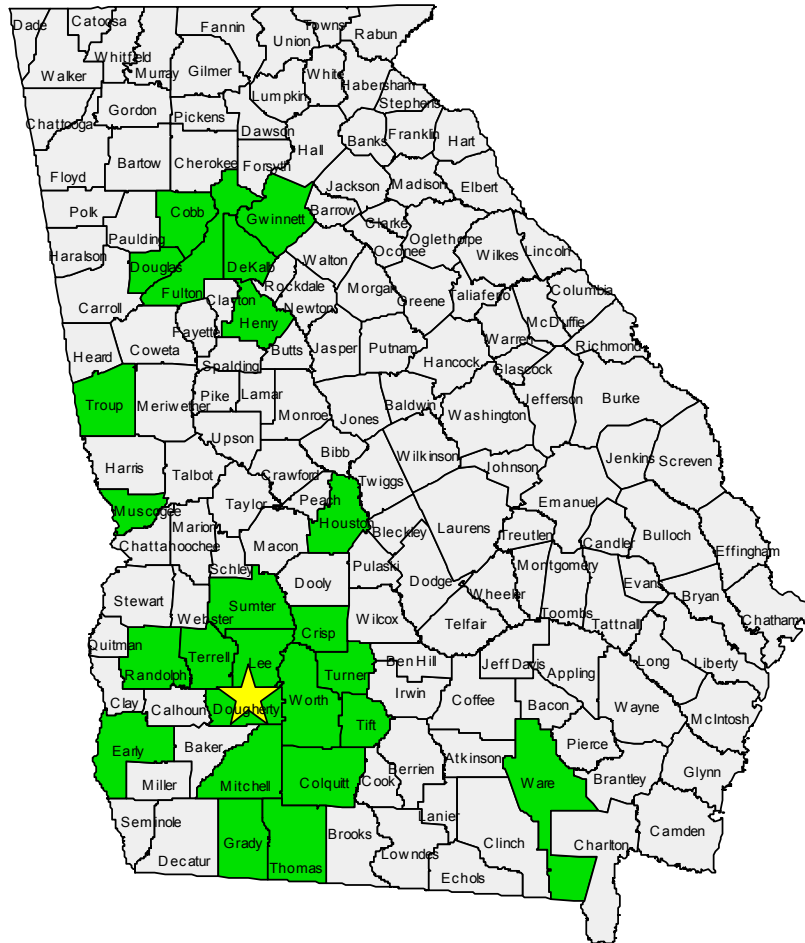 Dade
Catoosa
Fannin
Union
Towns
Rabun
Whitfield
Walker
Murray
Gilmer
White
Habersham
Lumpkin
Stephens
Chattooga
Gordon
Pickens
Dawson
Banks
Franklin
Hart
Hall
Floyd
Bartow
Cherokee
Forsyth
Jackson
Madison
Elbert
Polk
Cobb
Gwinnett
Barrow
Clarke
Paulding
Oglethorpe
Haralson
Oconee
Wilkes
Lincoln
Douglas
DeKalb
Walton
Rockdale
Morgan
Greene
Taliaferro
Columbia
Carroll
Fulton
Clayton
Newton
McDuffie
Henry
Fayette
Warren
Richmond
Heard
Coweta
Spalding
Butts
Jasper
Putnam
Hancock
Glascock
Troup
Meriwether
Pike
Lamar
Monroe
Jones
Baldwin
Washington
Jefferson
Burke
Upson
Bibb
Wilkinson
Harris
Talbot
Crawford
Twiggs
Johnson
Jenkins
Screven
Muscogee
Taylor
Peach
Emanuel
Marion
Houston
Laurens
Chattahoochee
Macon
Bleckley
Treutlen
Candler
Bulloch
Effingham
Schley
Dooly
Pulaski
Dodge
Montgomery
Evans
Bryan
Stewart
Webster
Sumter
Wilcox
Wheeler
Telfair
Toombs
Tattnall
Chatham
Quitman
Crisp
Randolph
Terrell
Lee
Turner
Ben Hill
Jeff Davis
Appling
Long
Liberty
Clay
Calhoun
Dougherty
Worth
Irwin
Coffee
Bacon
Wayne
McIntosh
Tift
Early
Baker
Pierce
Miller
Mitchell
Colquitt
Cook
Berrien
Atkinson
Ware
Brantley
Glynn
Seminole
Lanier
Camden
Decatur
Grady
Thomas
Brooks
Lowndes
Clinch
Charlton
Echols